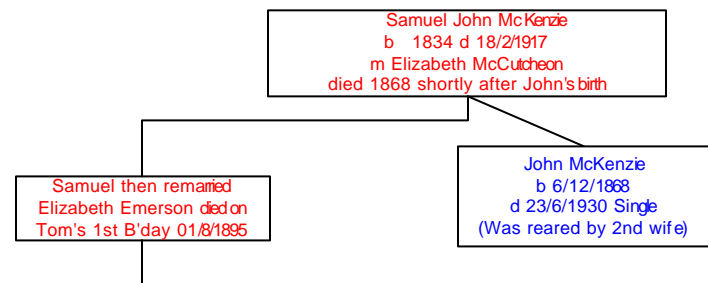 Samuel John McKenzie
b 1834 d 18/2/1917
m Elizabeth McCutcheon
died 1868 shortly after John's birth
Samuel then remarried
Elizabeth Emerson died on
Tom's 1st B'day 01/8/1895
John McKenzie
b 6/12/1868
d 23/6/1930 Single
(Was reared by 2nd wife)